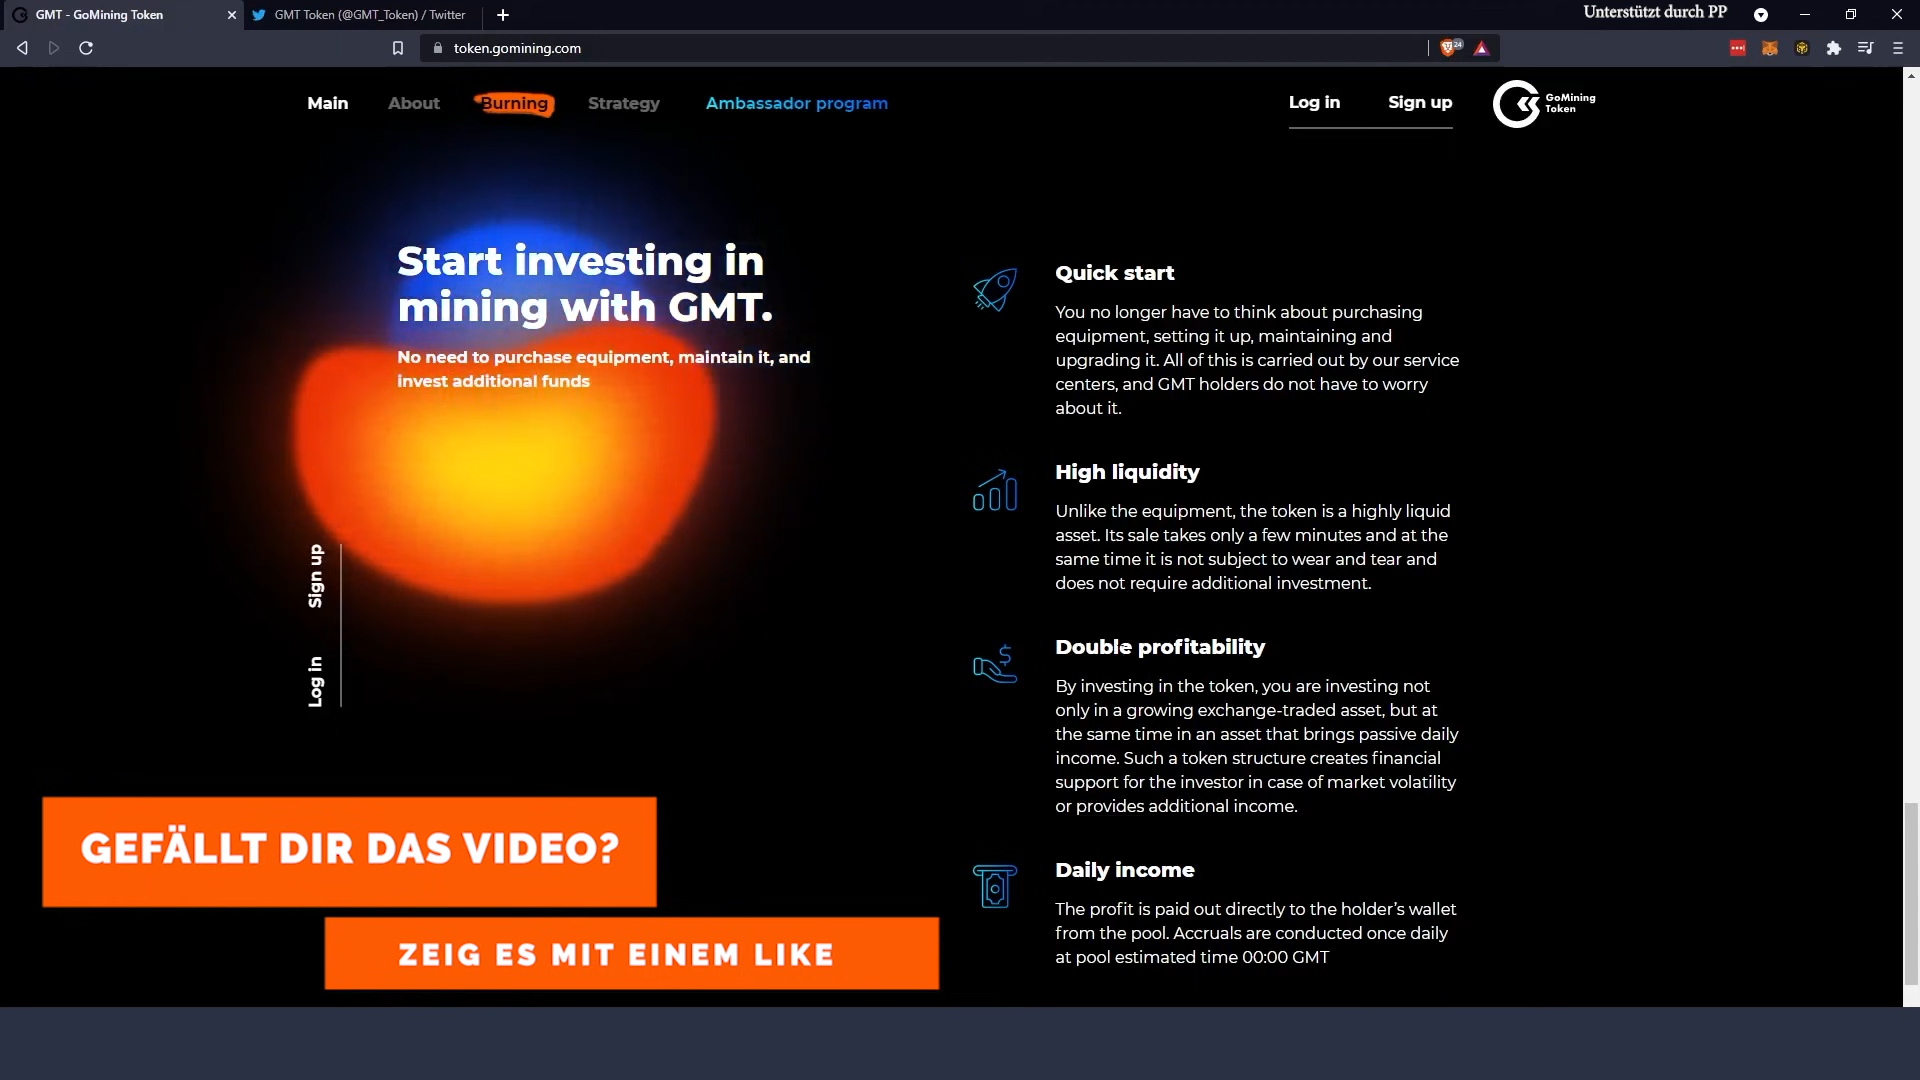 GMT - GoMining Token
GMT Token (@GMT_Token) / Twitter
Unterstützt durch PP
token.gomining.com
24
Main
About
Burning
Strategy
Ambassador program
Log in
Sign up
GoMining
Token
Start investing in
mining with GMT.
No need to purchase equipment, maintain it, and
invest additional funds
Sign up
Log in
Quick start
You no longer have to think about purchasing
equipment, setting it up, maintaining and
upgrading it. All of this is carried out by our service
centers, and GMT holders do not have to worry
about it.
High liquidity
Unlike the equipment, the token is a highly liquid
asset. Its sale takes only a few minutes and at the
same time it is not subject to wear and tear and
does not require additional investment.
Double profitability
By investing in the token, you are investing not
only in a growing exchange-traded asset, but at
the same time in an asset that brings passive daily
income. Such a token structure creates financial
support for the investor in case of market volatility
or provides additional income.
Daily income
The profit is paid out directly to the holder’s wallet
from the pool. Accruals are conducted once daily
at pool estimated time 00:00 GMT
GEFÄLLT DIR DAS VIDEO?
ZEIG ES MIT EINEM LIKE